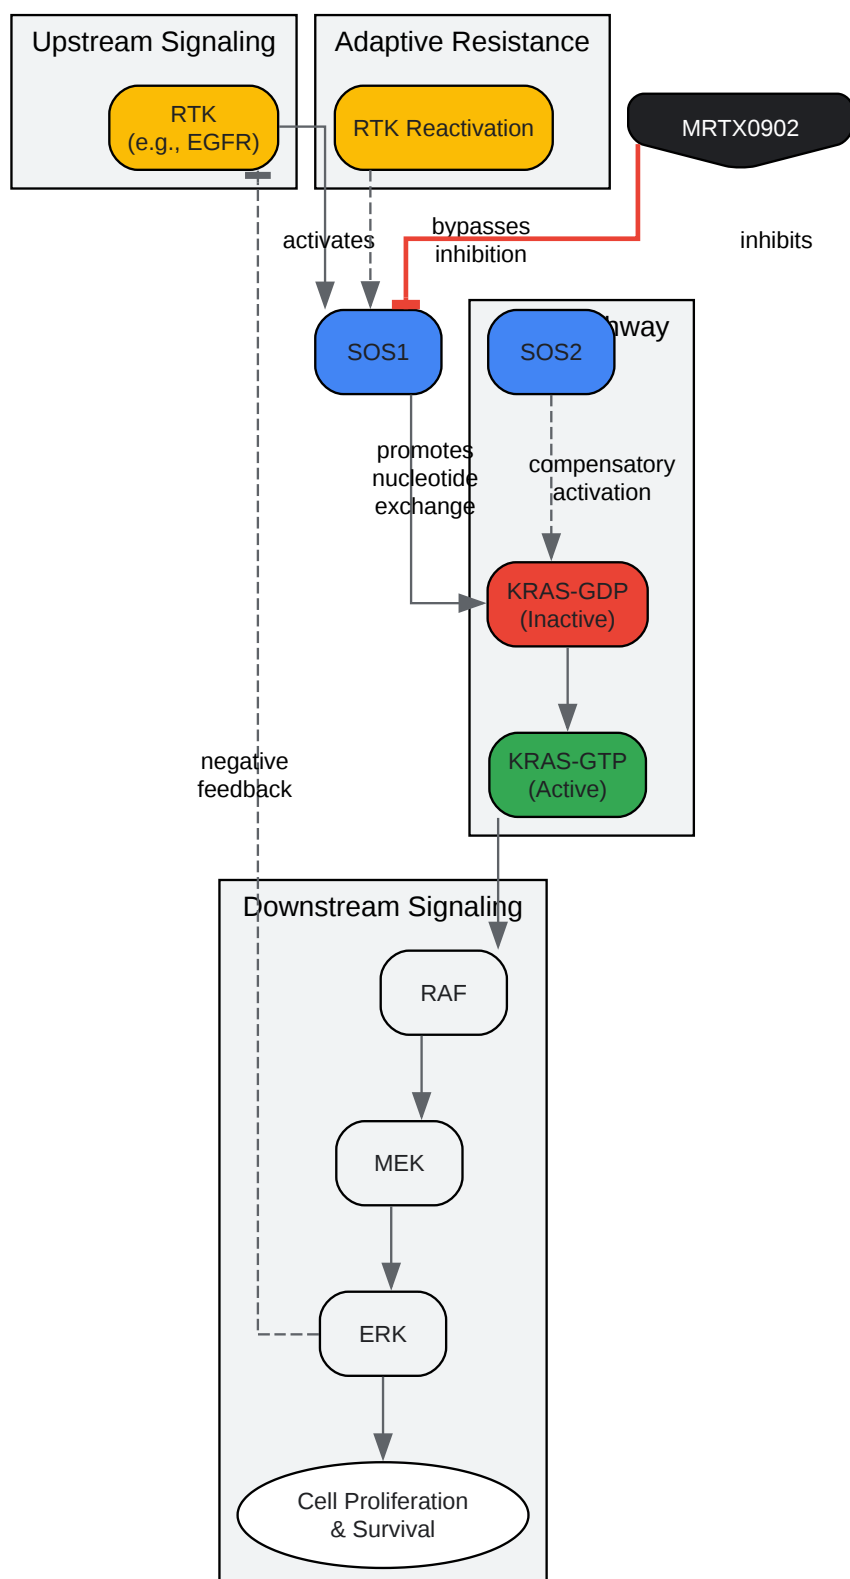 Upstream Signaling
Adaptive Resistance
RTK
(e.g., EGFR)
RTK Reactivation
MRTX0902
activates
bypasses
inhibition
inhibits
SOS1
SOS2
promotes
nucleotide
exchange
compensatory
activation
KRAS-GDP
(Inactive)
KRAS-GTP
(Active)
negative
feedback
Downstream Signaling
RAF
MEK
ERK
Cell Proliferation
& Survival